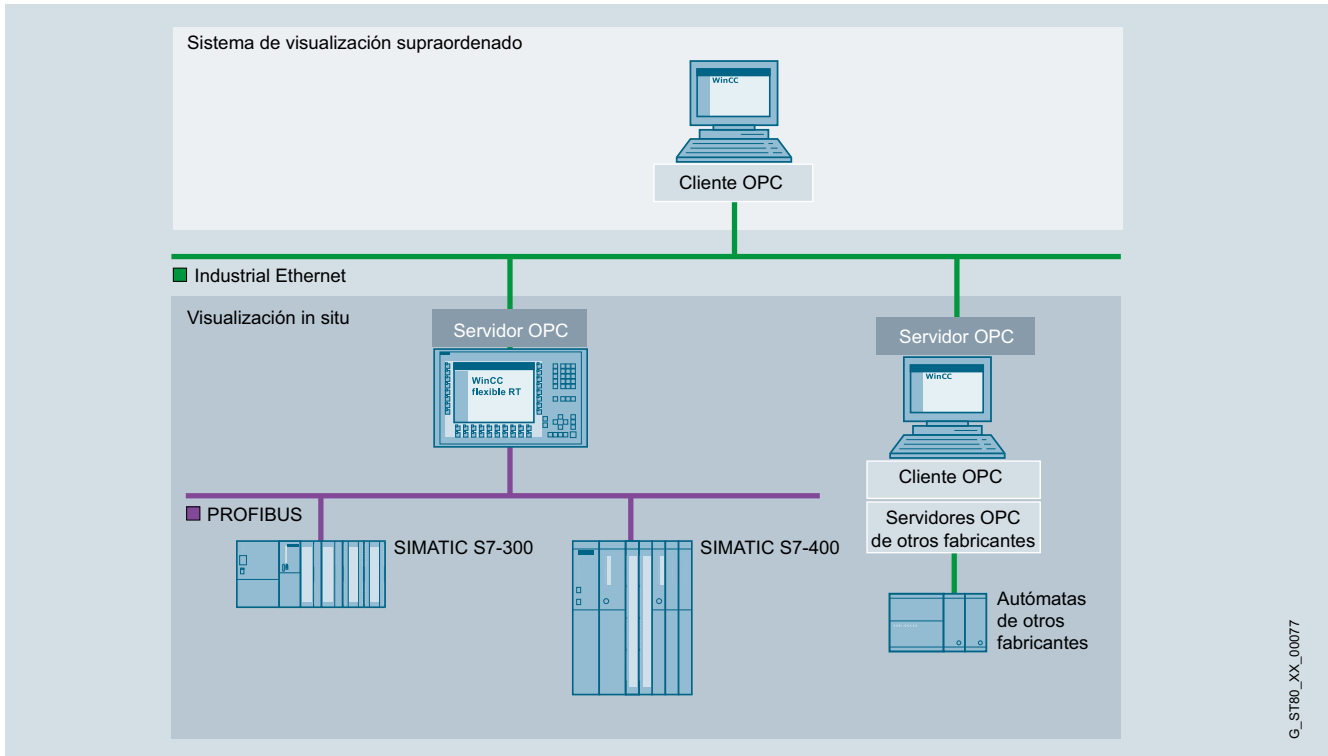 Sistema de visualización supraordenado
WinCC
Cliente OPC
Industrial Ethernet
Visualización in situ
Servidor OPC
WinCC
flexible RT
Servidor OPC
WinCC
Cliente OPC
Servidores OPC
de otros fabricantes
PROFIBUS
SIMATIC S7-300
SIMATIC S7-400
Autómatas
de otros
fabricantes
G_ST80_XX_00077